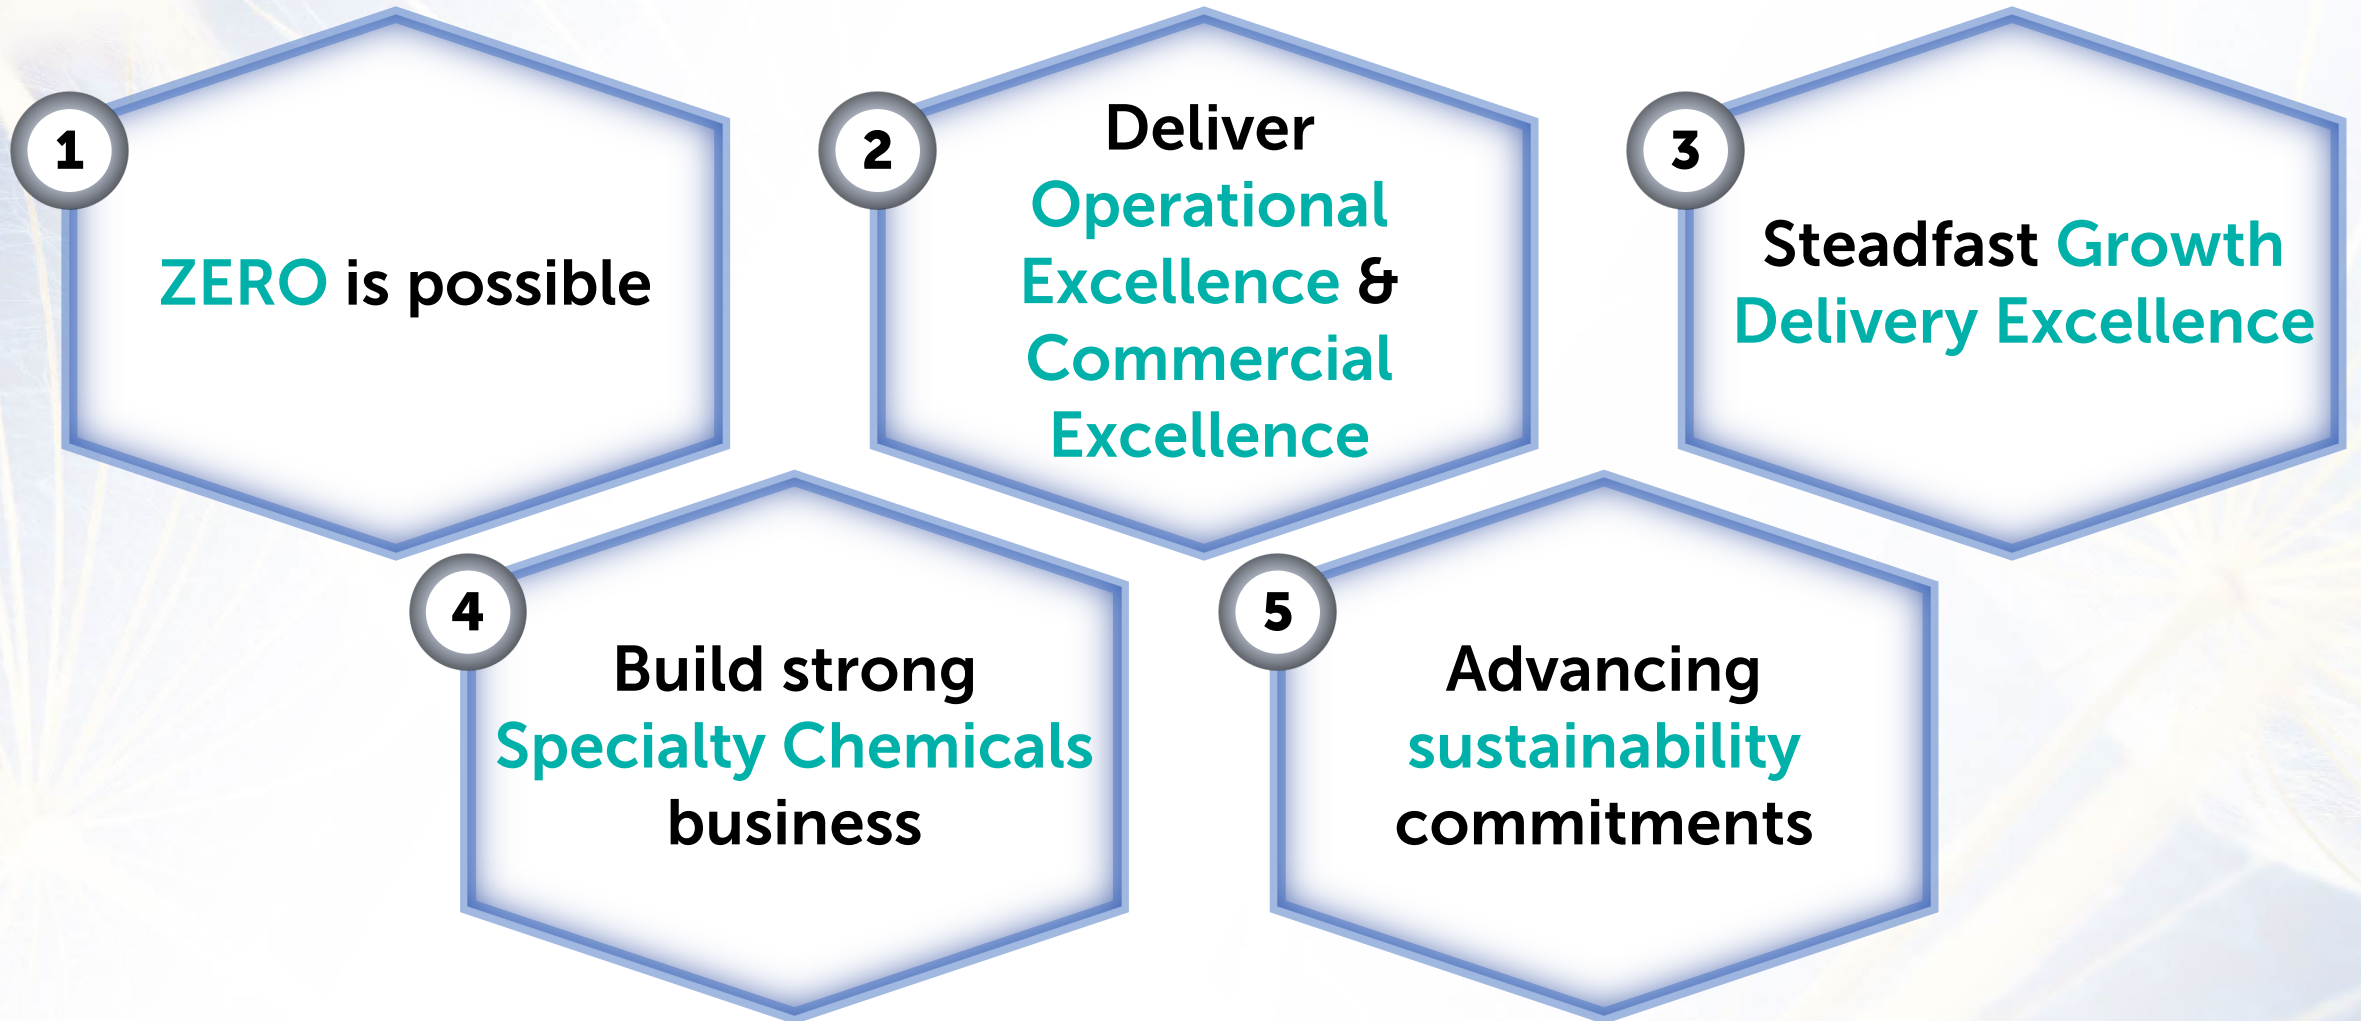 1
ZERO is possible
2
Deliver
Operational
Excellence &
Commercial
Excellence
3
Steadfast Growth
Delivery Excellence
4
Build strong
Specialty Chemicals
business
5
Advancing
sustainability
commitments